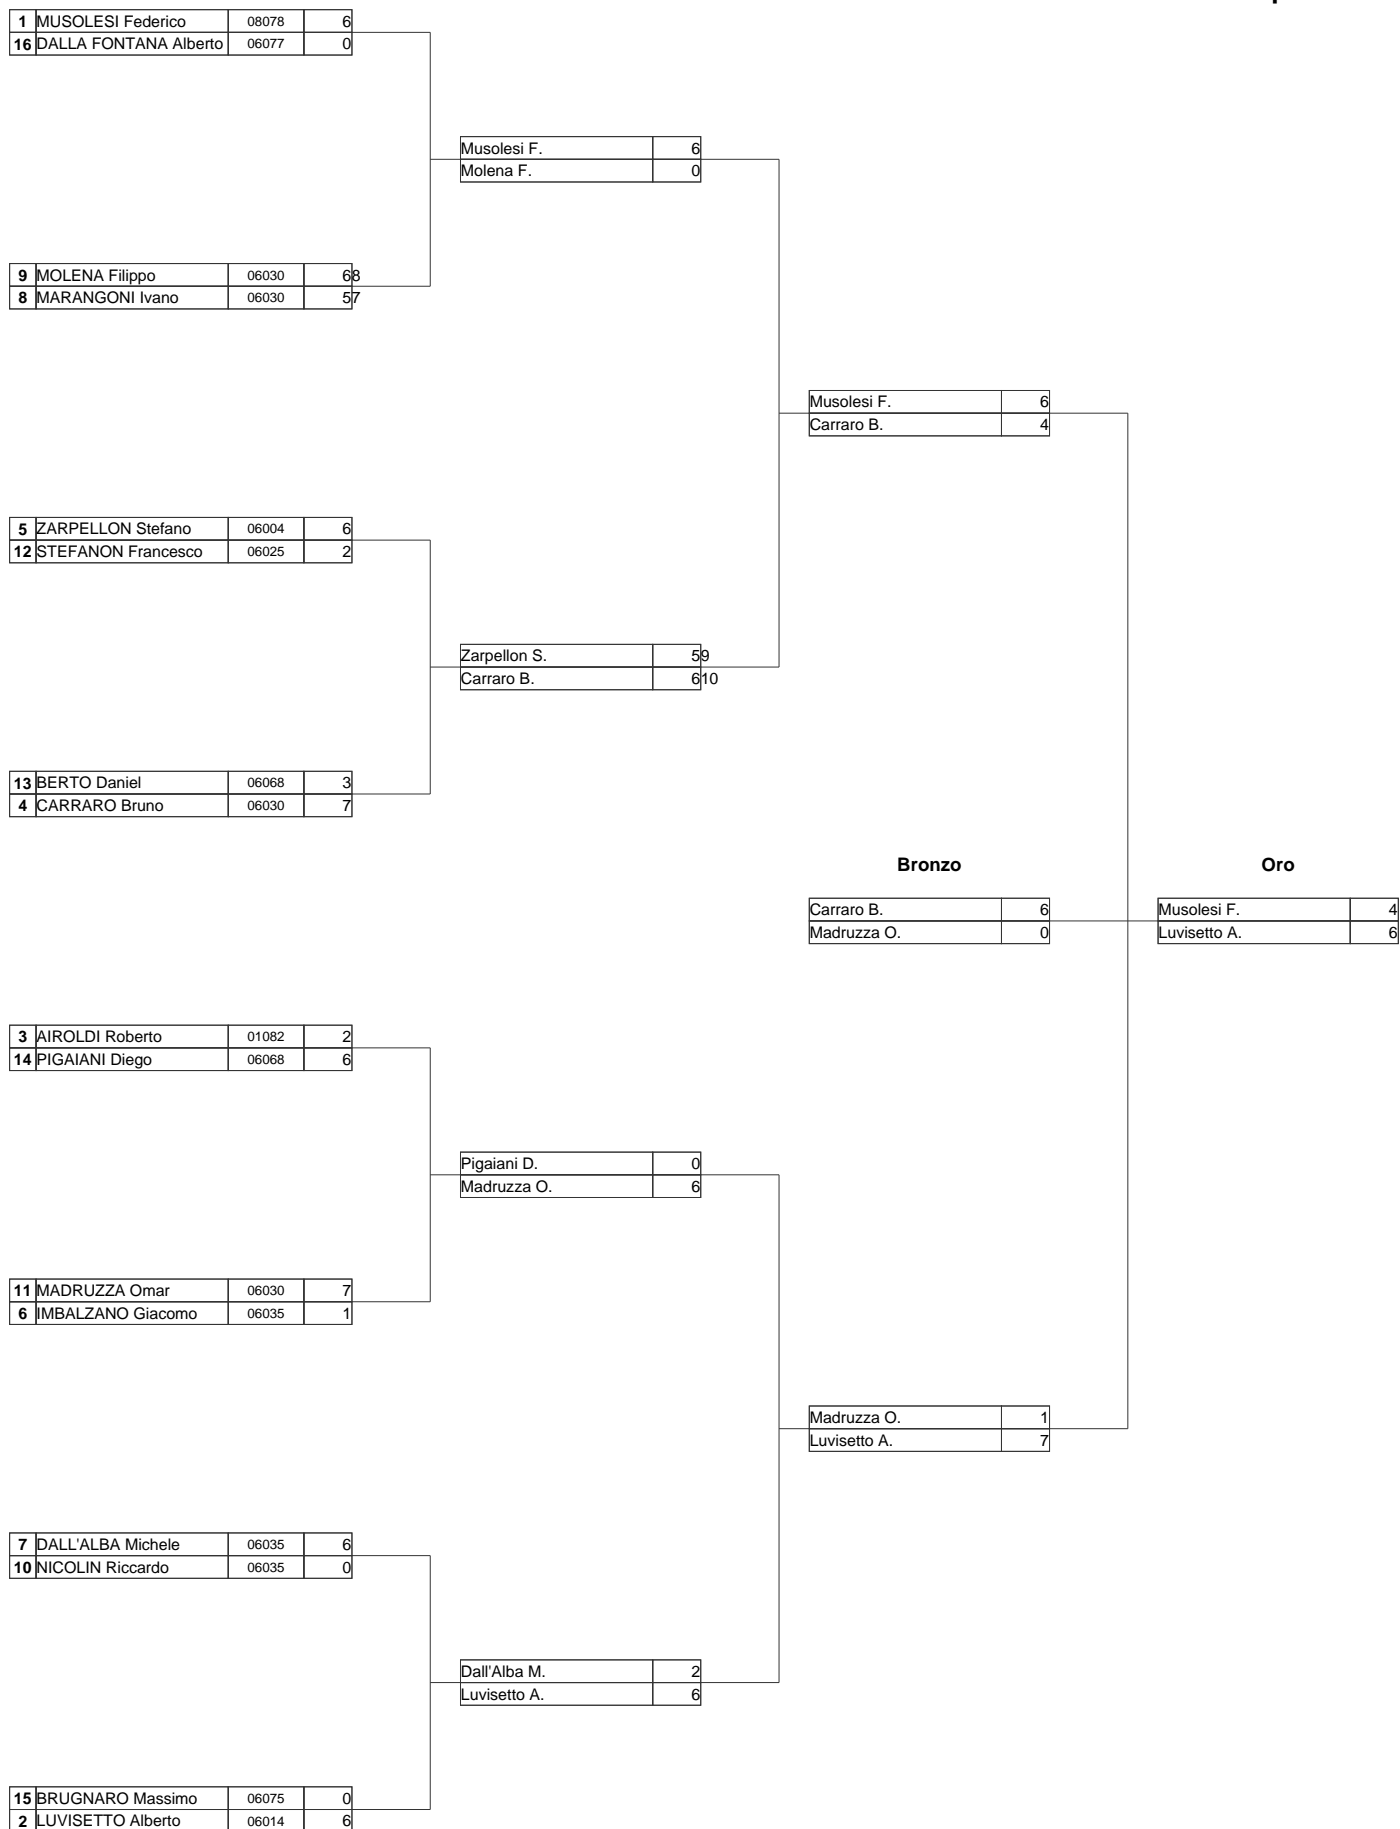 1 MUSOLESI Federico 08078 6
16 DALLA FONTANA Alberto 06077 0
Musolesi F. 6
Molena F. 0
9 MOLENA Filippo 06030 68
8 MARANGONI Ivano 06030 57
Musolesi F. 6
Carraro B. 4
5 ZARPELLON Stefano 06004 6
12 STEFANON Francesco 06025 2
Zarpellon S. 59
Carraro B. 610
13 BERTO Daniel 06068 3
4 CARRARO Bruno 06030 7
Bronzo Oro
Carraro B. 6 Musolesi F. 4
Madruzza O. 0 Luvisetto A. 6
3 AIROLDI Roberto 01082 2
14 PIGAIANI Diego 06068 6
Pigaiani D. 0
Madruzza O. 6
11 MADRUZZA Omar 06030 7
6 IMBALZANO Giacomo 06035 1
Madruzza O. 1
Luvisetto A. 7
7 DALL'ALBA Michele 06035 6
10 NICOLIN Riccardo 06035 0
Dall'Alba M. 2
Luvisetto A. 6
15 BRUGNARO Massimo 06075 0
2 LUVISETTO Alberto 06014 6